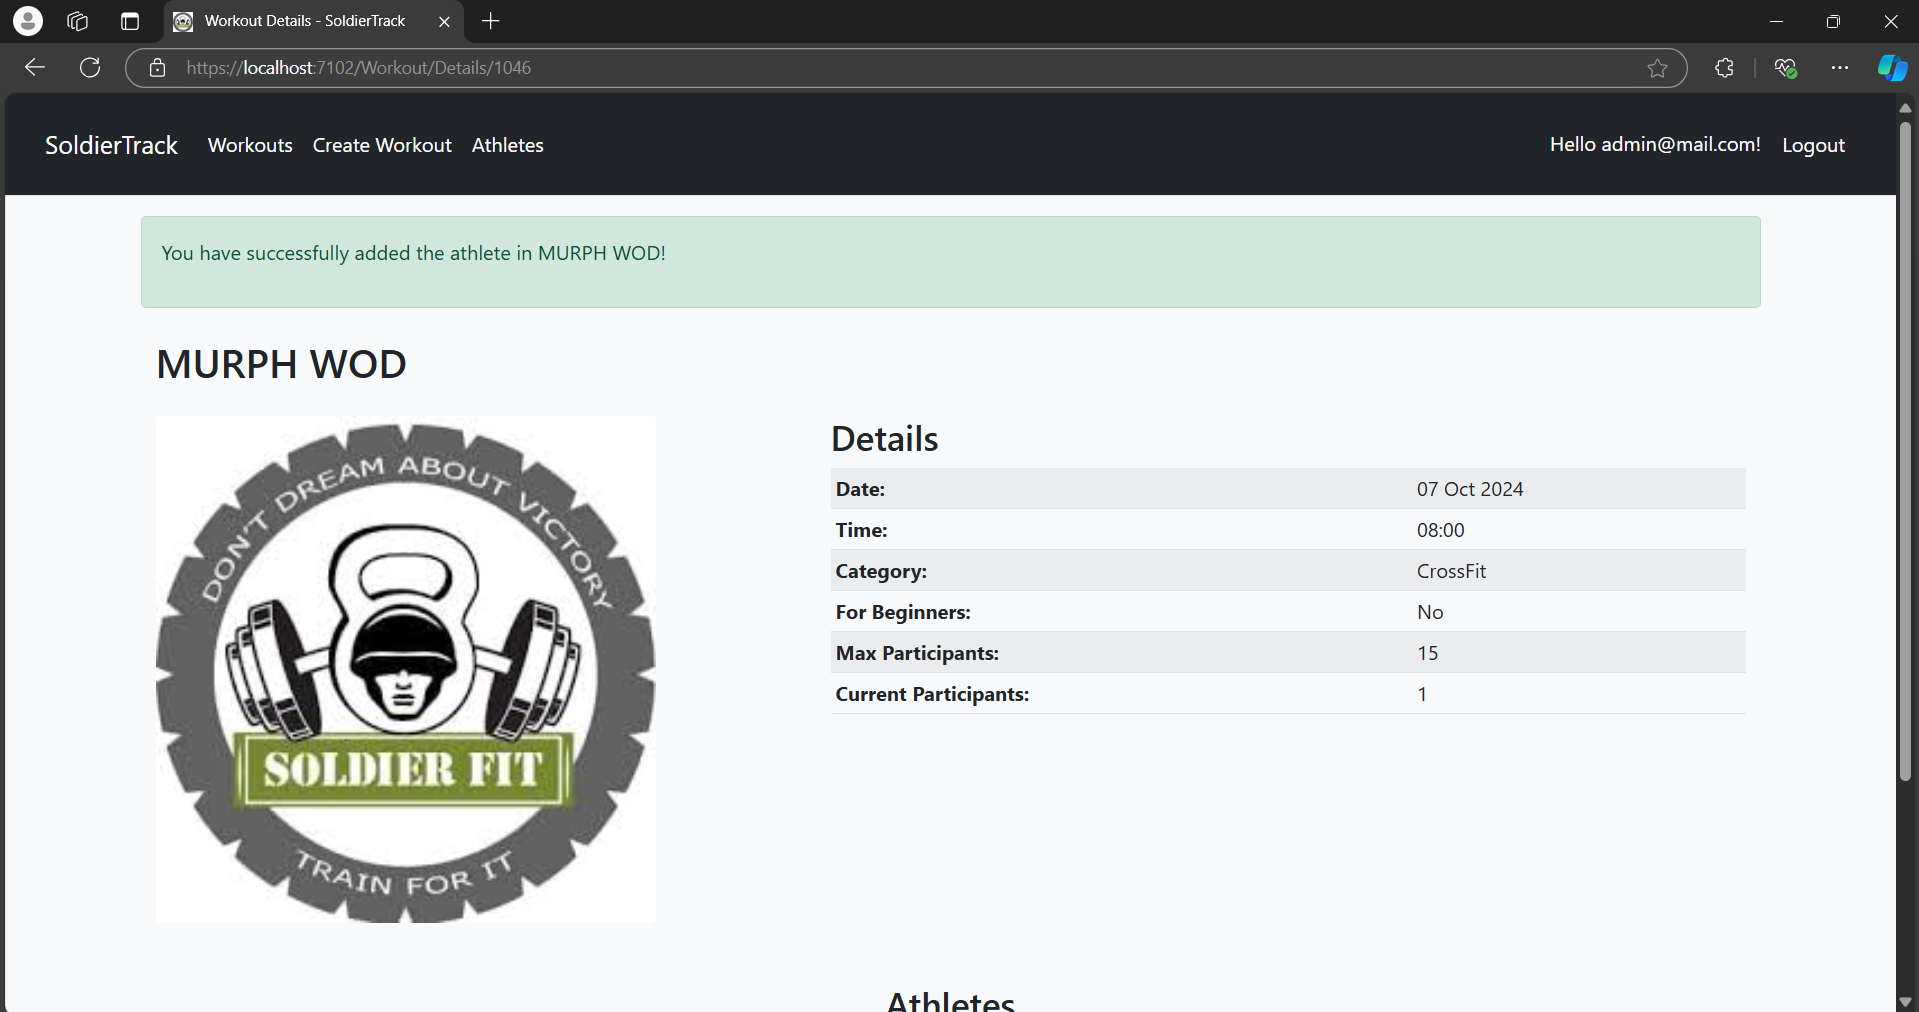 Workout Details - SoldierTrack
https://localhost:7102/Workout/Details/1046
SoldierTrack Workouts Create Workout Athletes Hello admin@mail.com! Logout
You have successfully added the athlete in MURPH WOD!
MURPH WOD
DON'T DREAM ABOUT VICTORY
SOLDIER FIT
TRAIN FOR IT
Details
Date: 07 Oct 2024
Time: 08:00
Category: CrossFit
For Beginners: No
Max Participants: 15
Current Participants: 1
Athletes